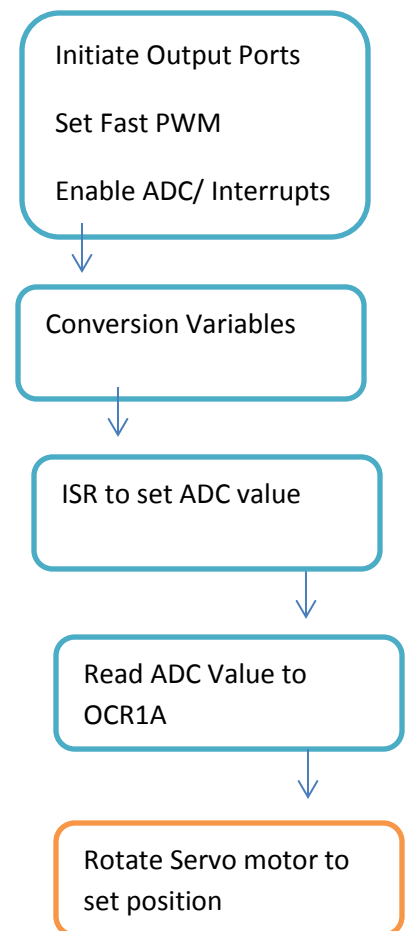 Initiate Output Ports
Set Fast PWM
Enable ADC/ Interrupts
Conversion Variables
ISR to set ADC value
Read ADC Value to
OCR1A
Rotate Servo motor to
set position